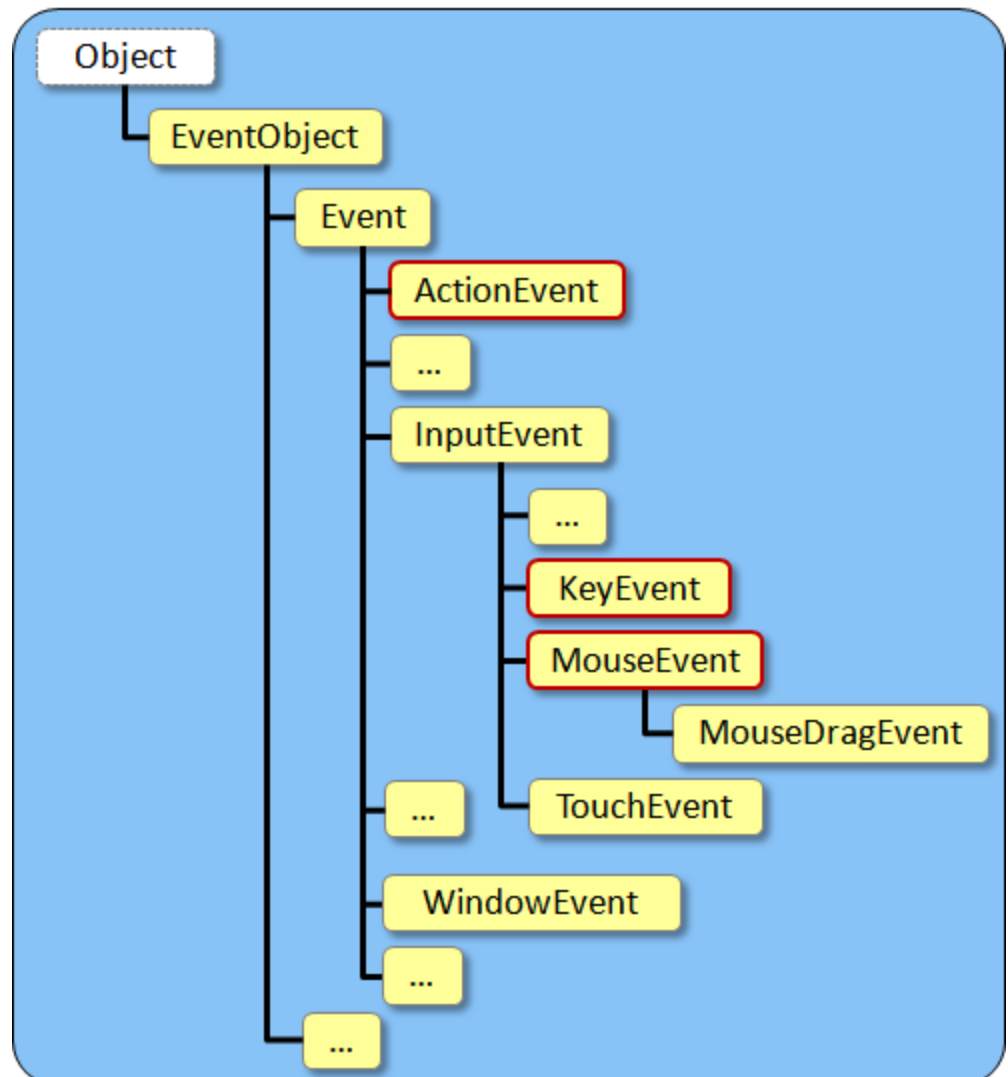 Object
EventObject
Event
ActionEvent
...
InputEvent
...
KeyEvent
MouseEvent
MouseDragEvent
TouchEvent
...
WindowEvent
...
...